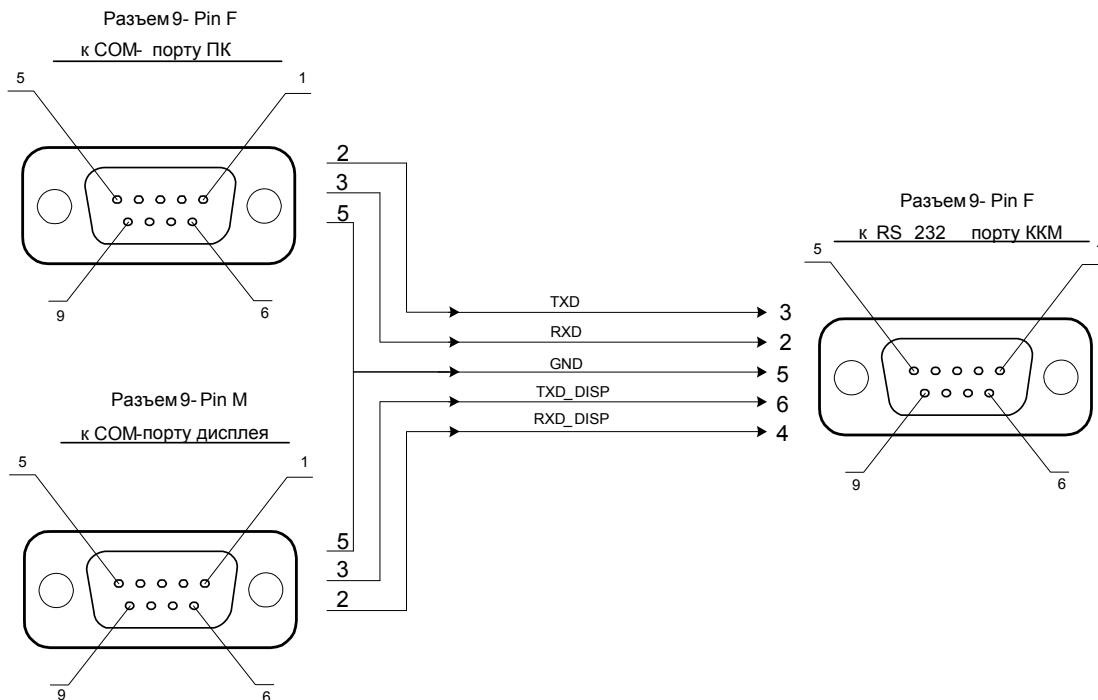 Разъем 9- Pin F
к COM- порту ПК
5
1
9
6
2
3
5
Разъем 9- Pin M
к COM-порту дисплея
5
1
9
6
5
3
2
TXD
RXD
GND
TXD_DISP
RXD_DISP
3
2
5
6
4
Разъем 9- Pin F
к RS 232 порту ККМ
5
9
6